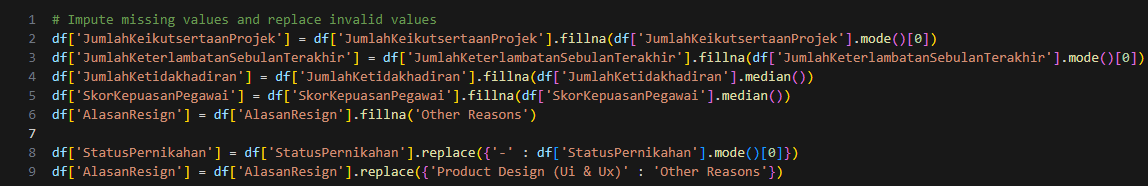 1 # Impute missing values and replace invalid values
2 df['JumlahKeikutsertaanProjek'] = df['JumlahKeikutsertaanProjek'].fillna(df['JumlahKeikutsertaanProjek'].mode()[0])
3 df['JumlahKeterlambatanSebulanTerakhir'] = df['JumlahKeterlambatanSebulanTerakhir'].fillna(df['JumlahKeterlambatanSebulanTerakhir'].mode()[0])
4 df['JumlahKetidakhadiran'] = df['JumlahKetidakhadiran'].fillna(df['JumlahKetidakhadiran'].median())
5 df['SkorKepuasanPegawai'] = df['SkorKepuasanPegawai'].fillna(df['SkorKepuasanPegawai'].median())
6 df['AlasanResign'] = df['AlasanResign'].fillna('Other Reasons')
7
8 df['StatusPernikahan'] = df['StatusPernikahan'].replace({'-' : df['StatusPernikahan'].mode()[0]})
9 df['AlasanResign'] = df['AlasanResign'].replace({'Product Design (Ui & Ux)' : 'Other Reasons'})